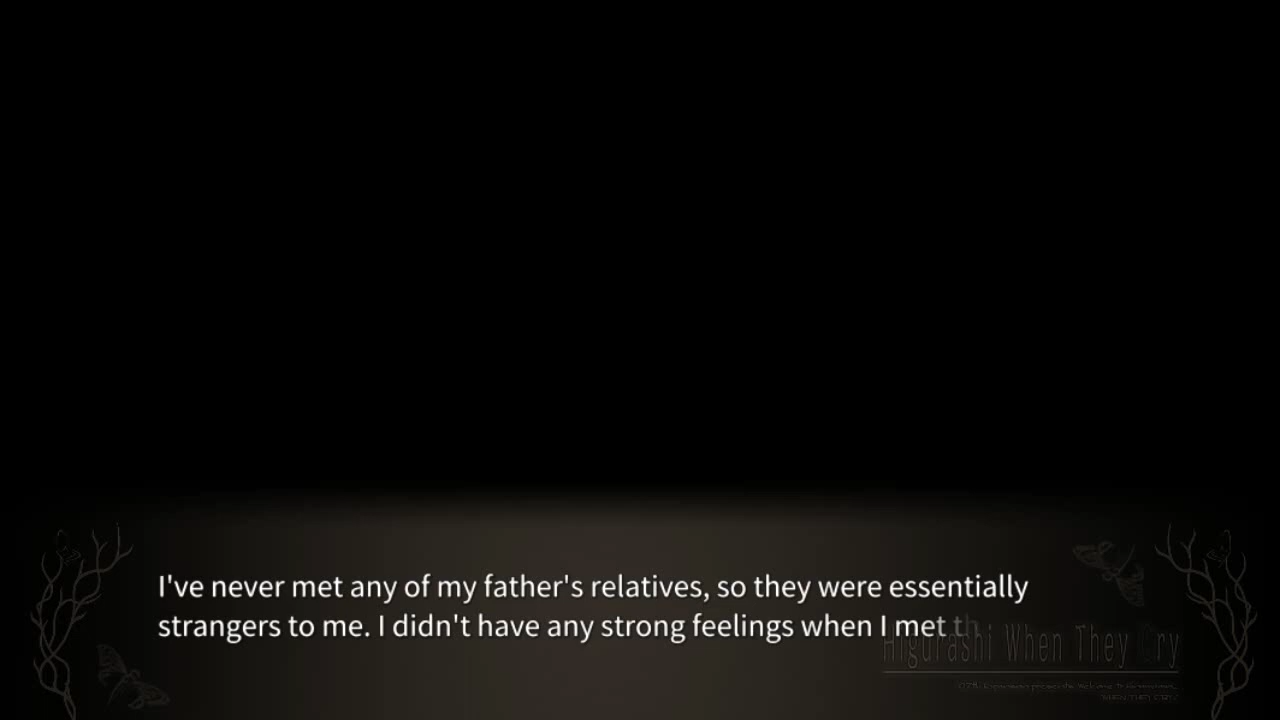 I've never met any of my father's relatives, so they were essentially
strangers to me. I didn't have any strong feelings when I met th
Higurashi When They Cry